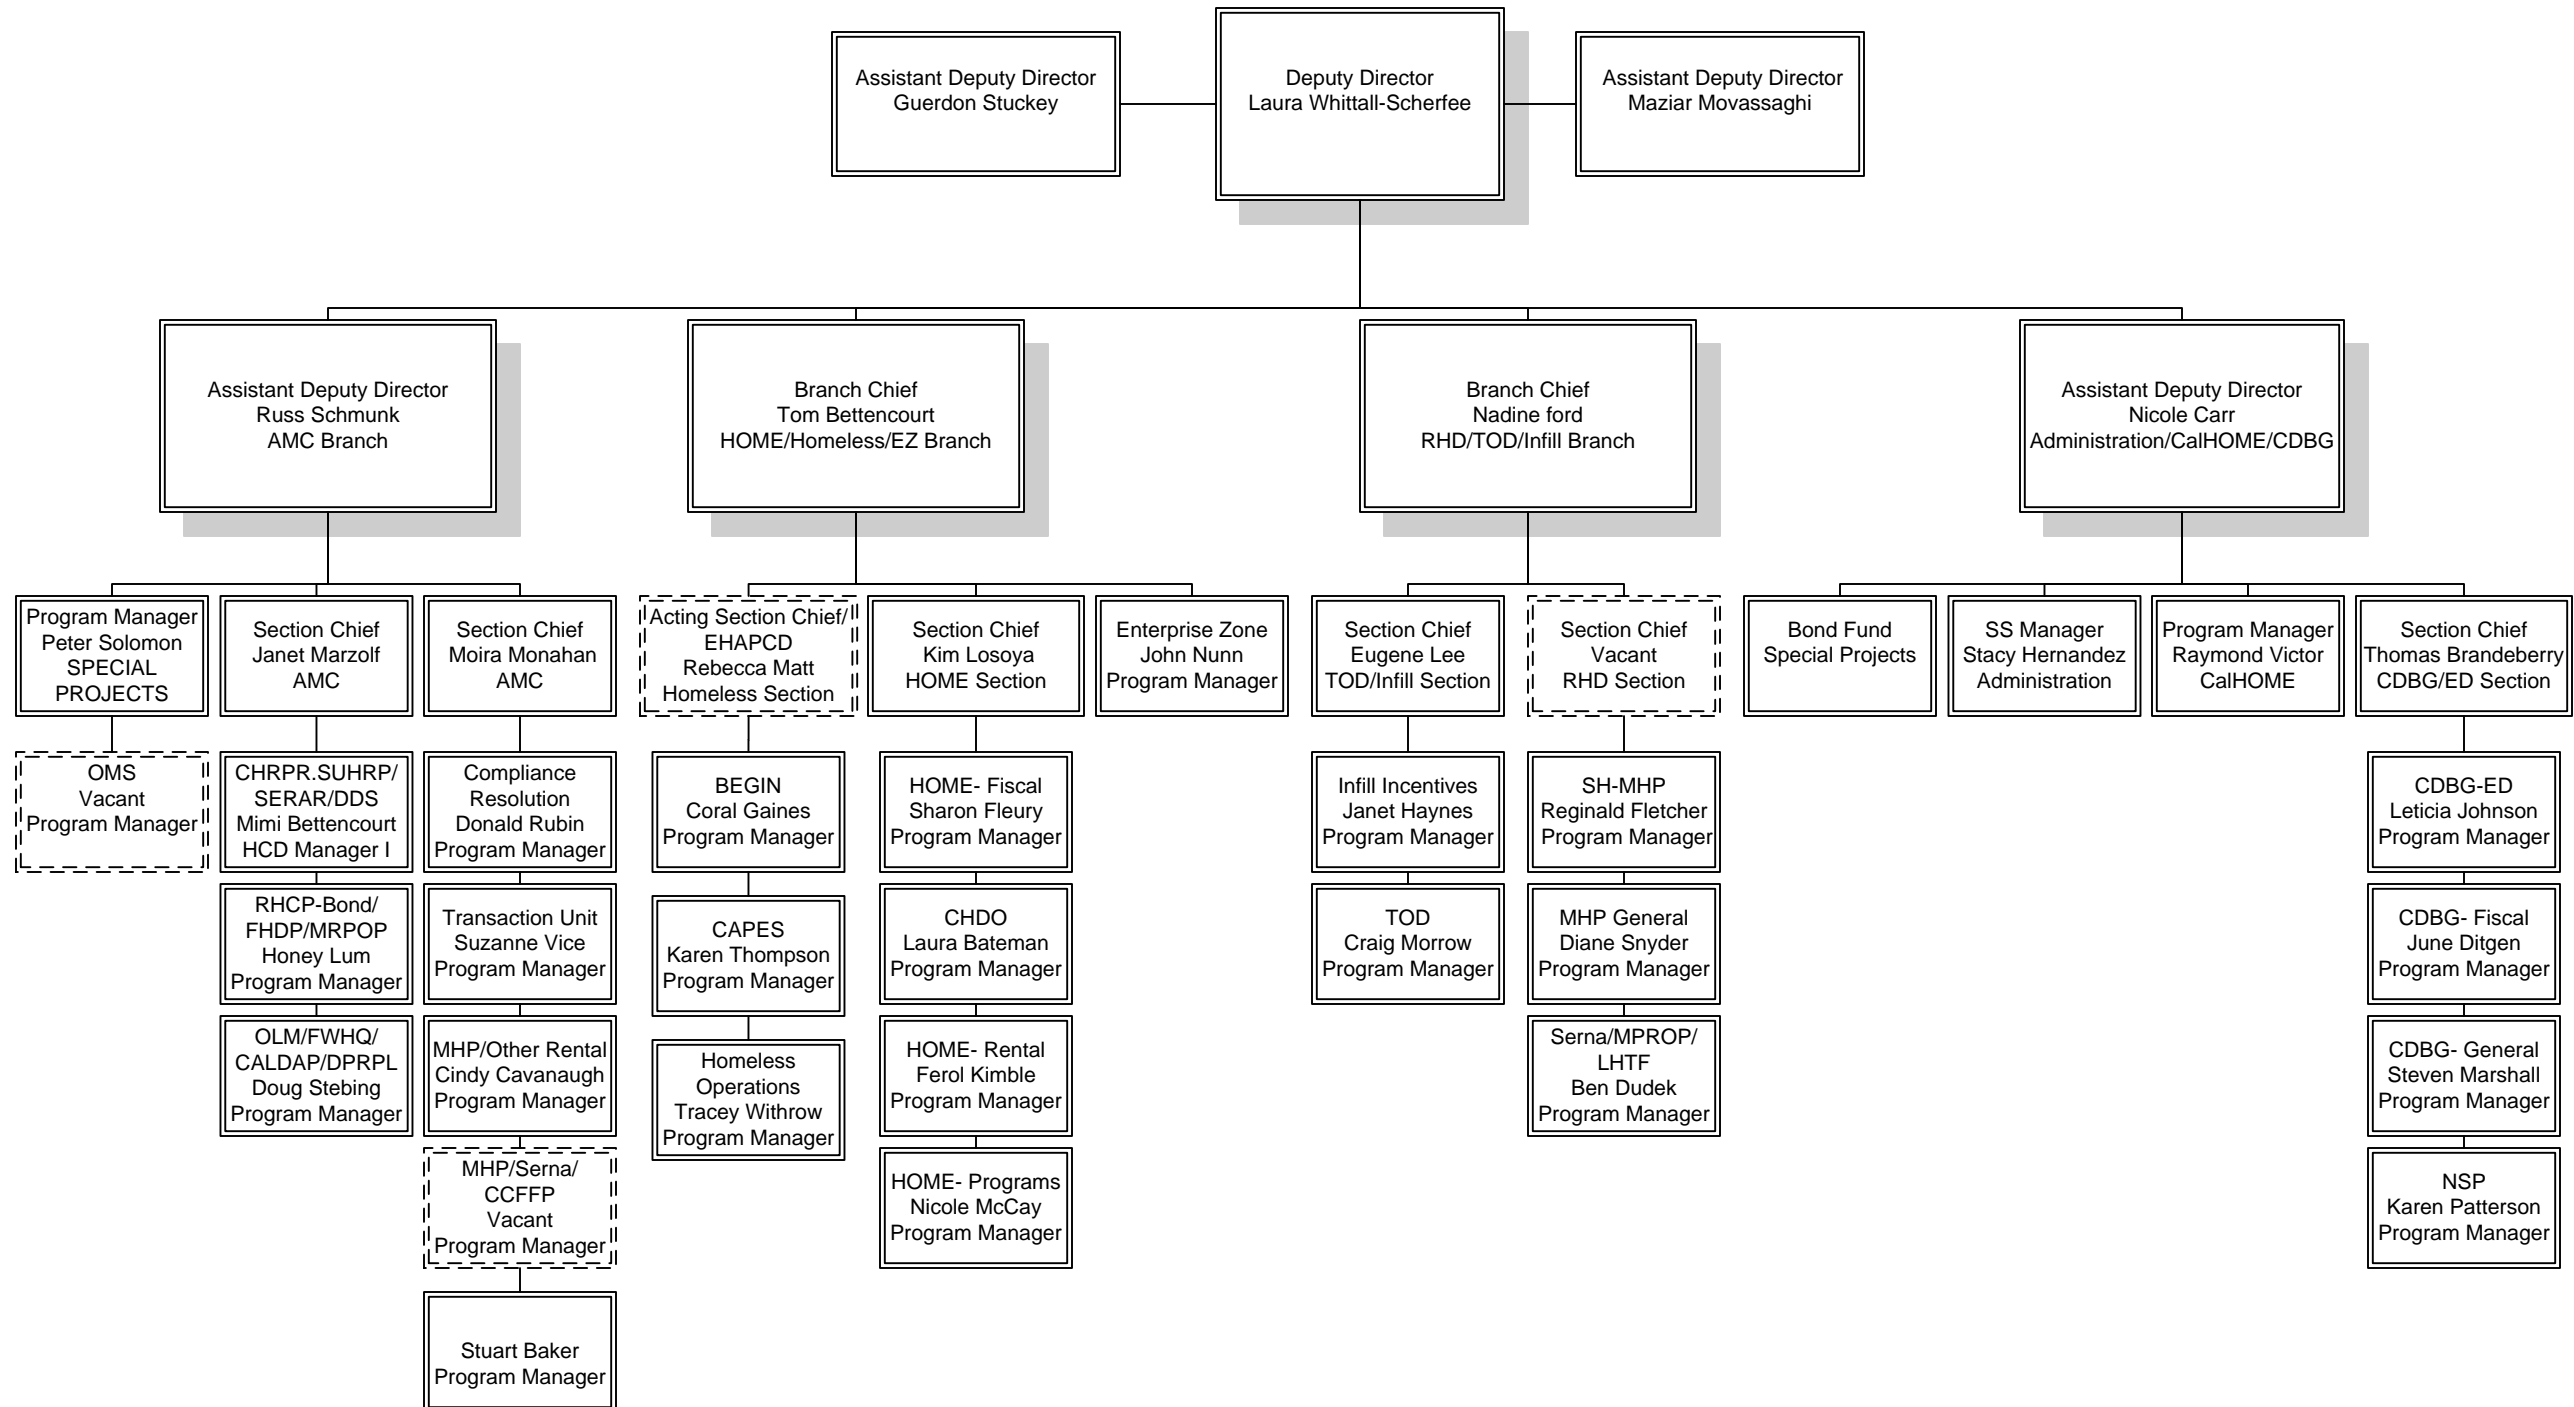 Assistant Deputy Director
Guerdon Stuckey
Deputy Director
Laura Whittall-Scherfee
Assistant Deputy Director
Maziar Movassaghi
Assistant Deputy Director
Russ Schmunk
AMC Branch
Branch Chief
Tom Bettencourt
HOME/Homeless/EZ Branch
Branch Chief
Nadine ford
RHD/TOD/Infill Branch
Assistant Deputy Director
Nicole Carr
Administration/CalHOME/CDBG
Program Manager
Peter Solomon
SPECIAL
PROJECTS
Section Chief
Janet Marzolf
AMC
Section Chief
Moira Monahan
AMC
Acting Section Chief/
EHAPCD
Rebecca Matt
Homeless Section
Section Chief
Kim Losoya
HOME Section
Enterprise Zone
John Nunn
Program Manager
Section Chief
Eugene Lee
TOD/Infill Section
Section Chief
Vacant
RHD Section
Bond Fund
Special Projects
SS Manager
Stacy Hernandez
Administration
Program Manager
Raymond Victor
CalHOME
Section Chief
Thomas Brandeberry
CDBG/ED Section
OMS
Vacant
Program Manager
CHRPR.SUHRP/
SERAR/DDS
Mimi Bettencourt
HCD Manager I
Compliance
Resolution
Donald Rubin
Program Manager
BEGIN
Coral Gaines
Program Manager
HOME- Fiscal
Sharon Fleury
Program Manager
Infill Incentives
Janet Haynes
Program Manager
SH-MHP
Reginald Fletcher
Program Manager
CDBG-ED
Leticia Johnson
Program Manager
RHCP-Bond/
FHDP/MRPOP
Honey Lum
Program Manager
Transaction Unit
Suzanne Vice
Program Manager
CAPES
Karen Thompson
Program Manager
CHDO
Laura Bateman
Program Manager
TOD
Craig Morrow
Program Manager
MHP General
Diane Snyder
Program Manager
CDBG- Fiscal
June Ditgen
Program Manager
OLM/FWHQ/
CALDAP/DPRPL
Doug Stebing
Program Manager
MHP/Other Rental
Cindy Cavanaugh
Program Manager
Homeless
Operations
Tracey Withrow
Program Manager
HOME- Rental
Ferol Kimble
Program Manager
Serna/MPROP/
LHTF
Ben Dudek
Program Manager
CDBG- General
Steven Marshall
Program Manager
MHP/Serna/
CCFFP
Vacant
Program Manager
HOME- Programs
Nicole McCay
Program Manager
NSP
Karen Patterson
Program Manager
Stuart Baker
Program Manager